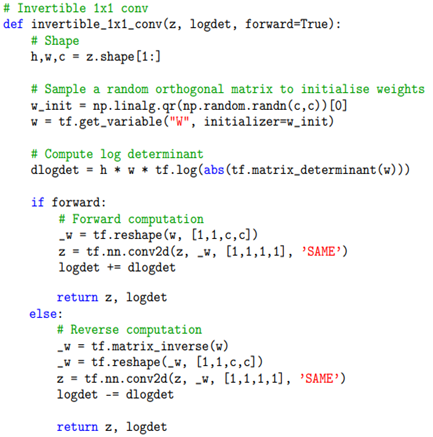 # Invertible 1x1 conv
def invertible_1x1_conv(z, logdet, forward=True):
# Shape
h,w,c = z.shape[1:]
# Sample a random orthogonal matrix to initialise weights
w_init = np.linalg.qr(np.random.randn(c,c))[0]
w = tf.get_variable("W", initializer=w_init)
# Compute log determinant
dlogdet = h * w * tf.log(abs(tf.matrix_determinant(w)))
if forward:
# Forward computation
_w = tf.reshape(w, [1,1,c,c])
z = tf.nn.conv2d(z, _w, [1,1,1,1], ’SAME’)
logdet += dlogdet
return z, logdet
else:
# Reverse computation
_w = tf.matrix_inverse(w)
_w = tf.reshape(_w, [1,1,c,c])
z = tf.nn.conv2d(z, _w, [1,1,1,1], ’SAME’)
logdet -= dlogdet
return z, logdet